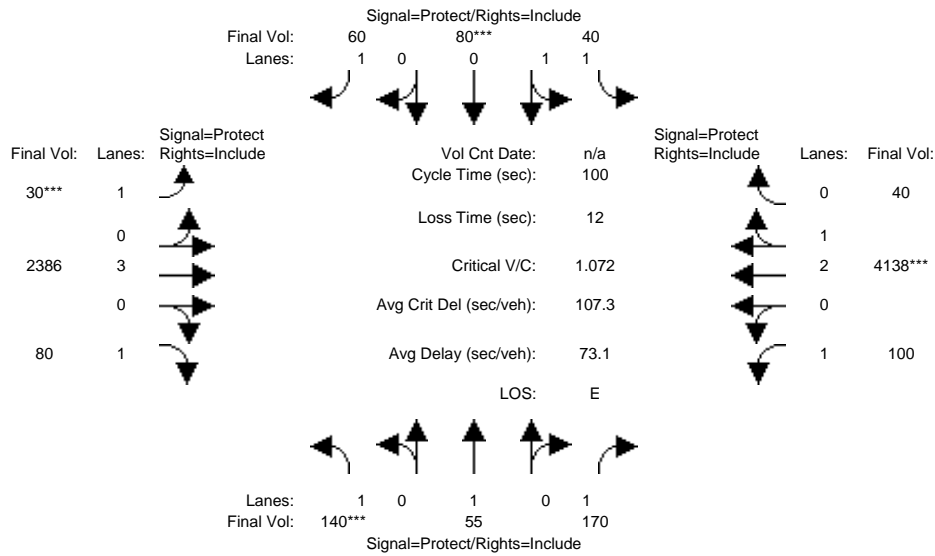 Signal=Protect/Rights=Include
Final Vol: 60 80*** 40
Lanes: 1 0 0 1 1
Signal=Protect
Final Vol: Lanes: Rights=Include
Vol Cnt Date: n/a
Signal=Protect
Rights=Include Lanes: Final Vol:
Cycle Time (sec): 100
30*** 1
0 40
Loss Time (sec): 12
0
1
2386 3
Critical V/C: 1.072
2 4138***
0
Avg Crit Del (sec/veh): 107.3
0
80 1
Avg Delay (sec/veh): 73.1
1 100
LOS: E
Lanes: 1 0 1 0 1
Final Vol: 140*** 55 170
Signal=Protect/Rights=Include